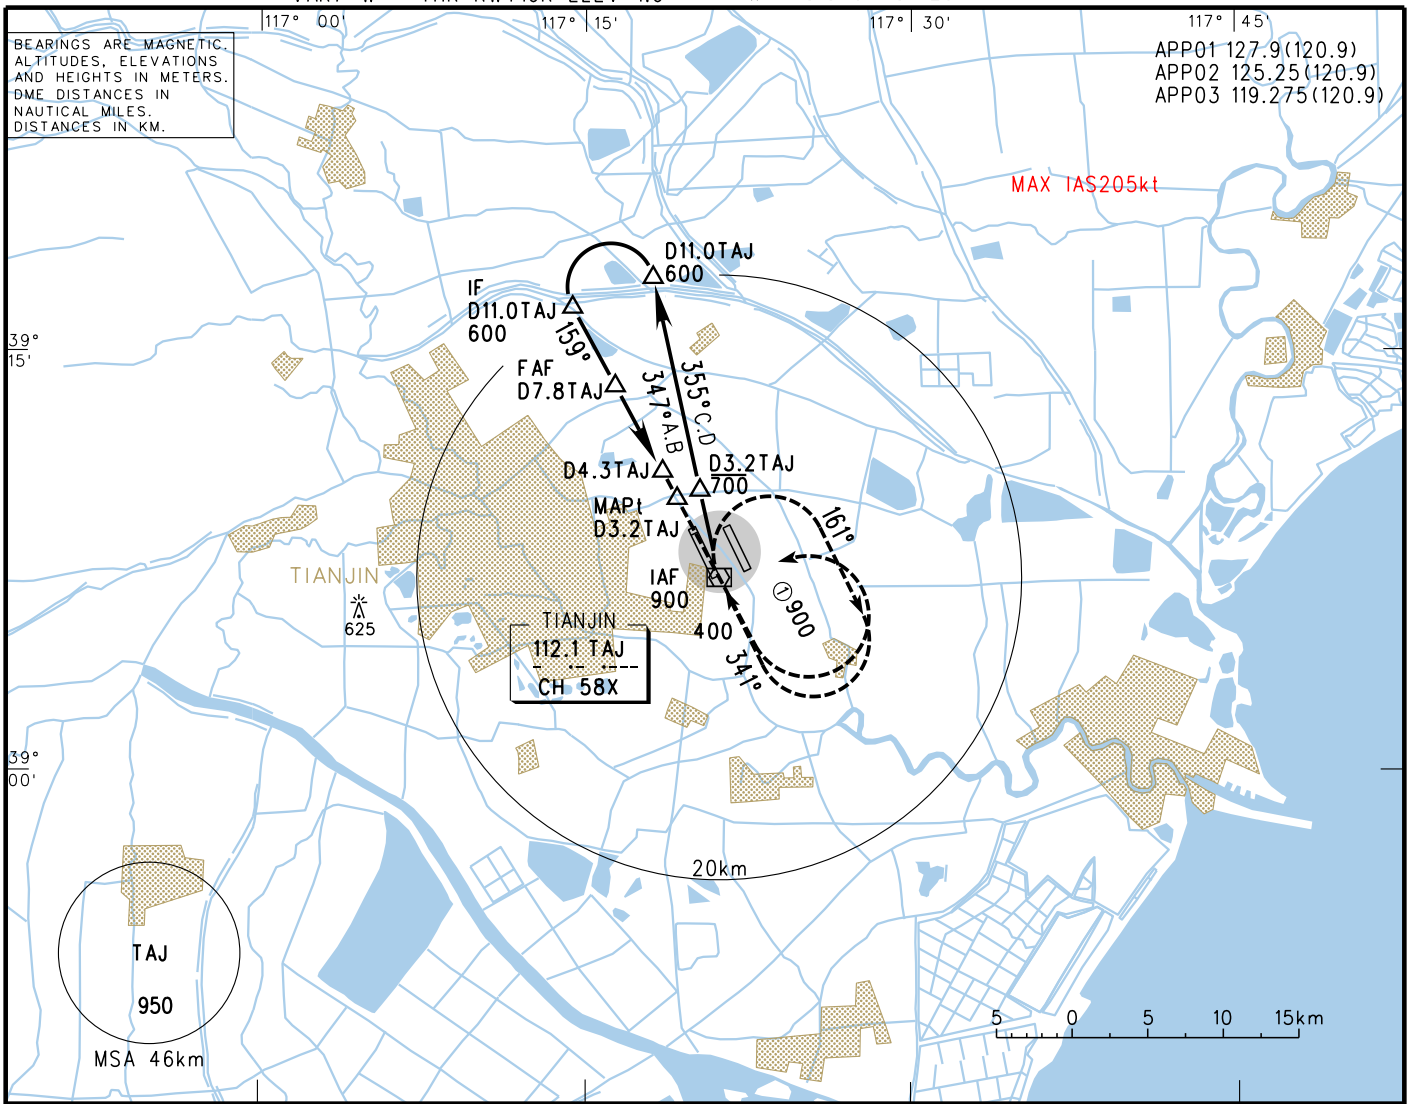 117° 00'
117° 15'
117° 30'
117° 45'
BEARINGS ARE MAGNETIC.
ALTITUDES, ELEVATIONS
AND HEIGHTS IN METERS.
DME DISTANCES IN
NAUTICAL MILES.
DISTANCES IN KM.
APP01 127.9(120.9)
APP02 125.25(120.9)
APP03 119.275(120.9)
MAX IAS205kt
D11.0TAJ
600
IF
D11.0TAJ
600
159°
39°
15'
FAF
D7.8TAJ
355° C.D
347° A.B
D4.3TAJ
D3.2TAJ
700
MAPt
D3.2TAJ
161°
TIANJIN
625
IAF
900
① 900
400
341°
TIANJIN
112.1 TAJ
CH 58X
39°
00'
20km
TAJ
950
MSA 46km
5 0 5 10 15km